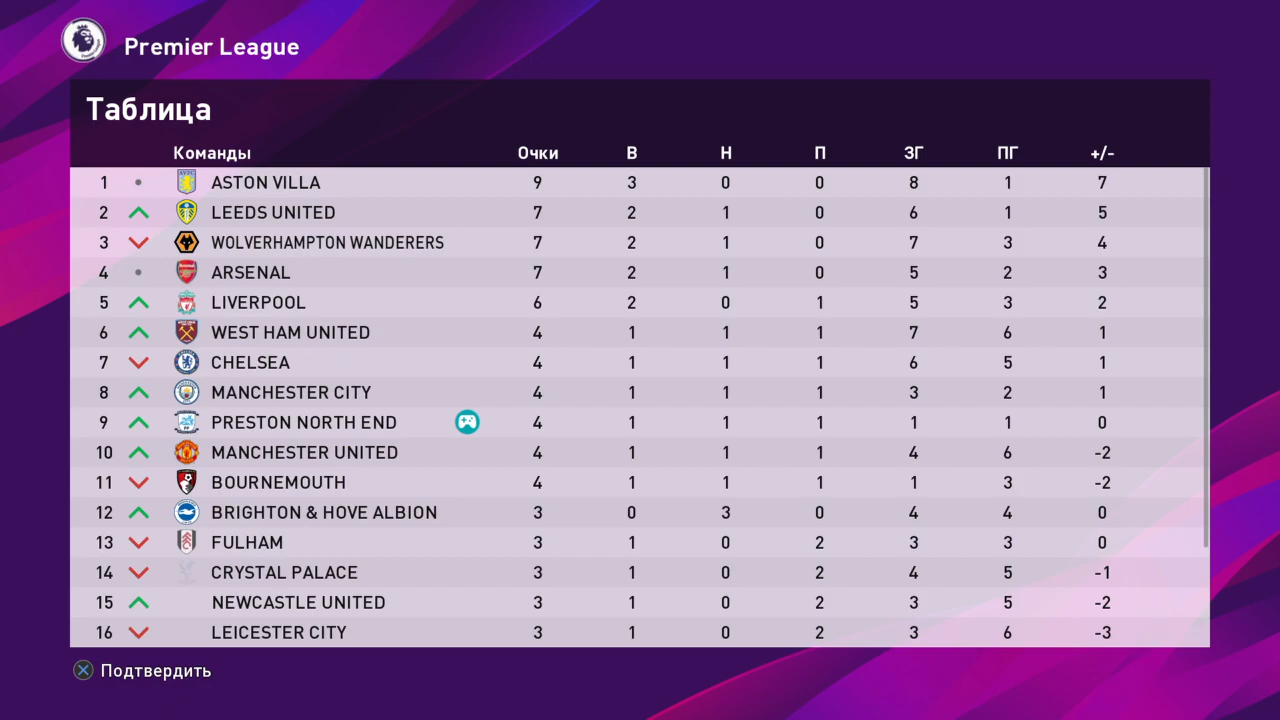 Premier League
Таблица
Команды Очки В Н П ЗГ ПГ +/-
1 ASTON VILLA 9 3 0 0 8 1 7
2 LEEDS UNITED 7 2 1 0 6 1 5
3 WOLVERHAMPTON WANDERERS 7 2 1 0 7 3 4
4 ARSENAL 7 2 1 0 5 2 3
5 LIVERPOOL 6 2 0 1 5 3 2
6 WEST HAM UNITED 4 1 1 1 7 6 1
7 CHELSEA 4 1 1 1 6 5 1
8 MANCHESTER CITY 4 1 1 1 3 2 1
9 PRESTON NORTH END 4 1 1 1 1 1 0
10 MANCHESTER UNITED 4 1 1 1 4 6 -2
11 BOURNEMOUTH 4 1 1 1 1 3 -2
12 BRIGHTON & HOVE ALBION 3 0 3 0 4 4 0
13 FULHAM 3 1 0 2 3 3 0
14 CRYSTAL PALACE 3 1 0 2 4 5 -1
15 NEWCASTLE UNITED 3 1 0 2 3 5 -2
16 LEICESTER CITY 3 1 0 2 3 6 -3
Подтвердить